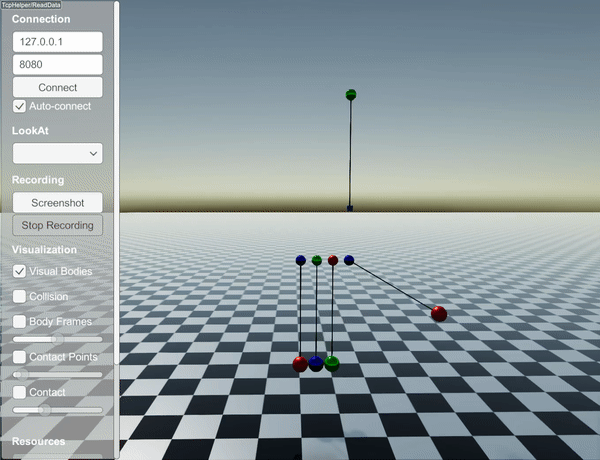 TcpHelper/ReadData
Connection
127.0.0.1
8080
Connect
Auto-connect
LookAt
Recording
Screenshot
Stop Recording
Visualization
Visual Bodies
Collision
Body Frames
Contact Points
Contact
Resources